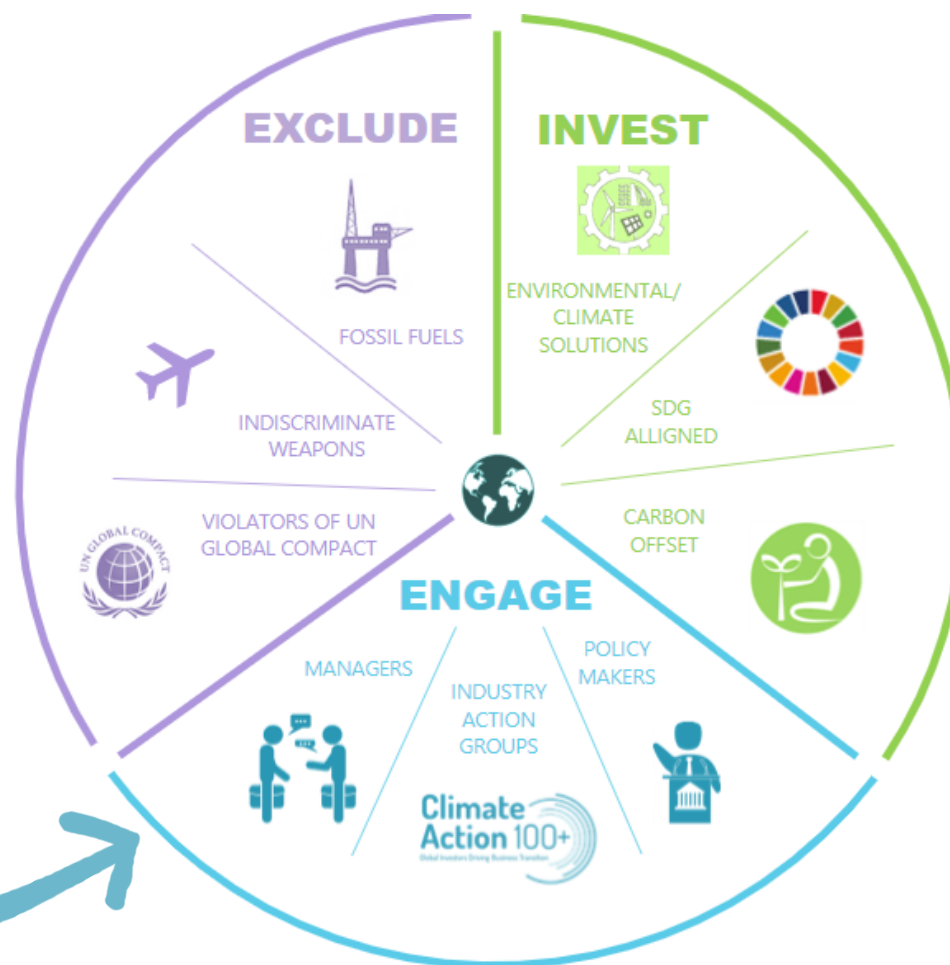 EXCLUDE
FOSSIL FUELS
INDISCRIMINATE
WEAPONS
VIOLATORS OF UN
GLOBAL COMPACT
UN GLOBAL COMPACT
INVEST
ENVIRONMENTAL/
CLIMATE
SOLUTIONS
SDG
ALLIGNED
CARBON
OFFSET
ENGAGE
MANAGERS
INDUSTRY
ACTION
GROUPS
Climate
Action 100+
Global Investors Driving Business Transition
POLICY
MAKERS